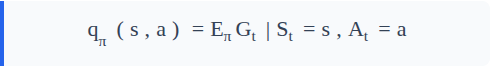 qπ ( s , a ) = Eπ Gt | St = s , At = a